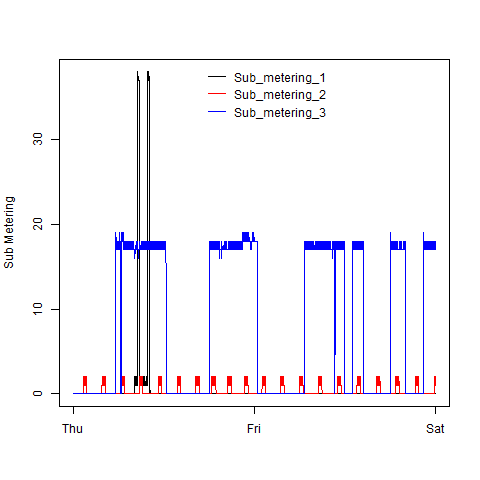 Sub_metering_1
Sub_metering_2
Sub_metering_3
30
20
10
0
Sub Metering
Thu Fri Sat